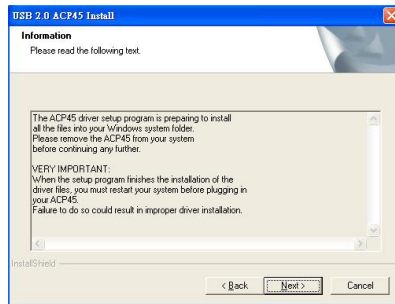 USB 2.0 ACP45 Install
Information
Please read the following text.
The ACP45 driver setup program is preparing to install
all the files into your Windows system folder.
Please remove the ACP45 from your system
before continuing any further.
VERY IMPORTANT:
When the setup program finishes the installation of the
driver files, you must restart your system before plugging in
your ACP45.
Failure to do so could result in improper driver installation.
InstallShield
< Back
Next >
Cancel